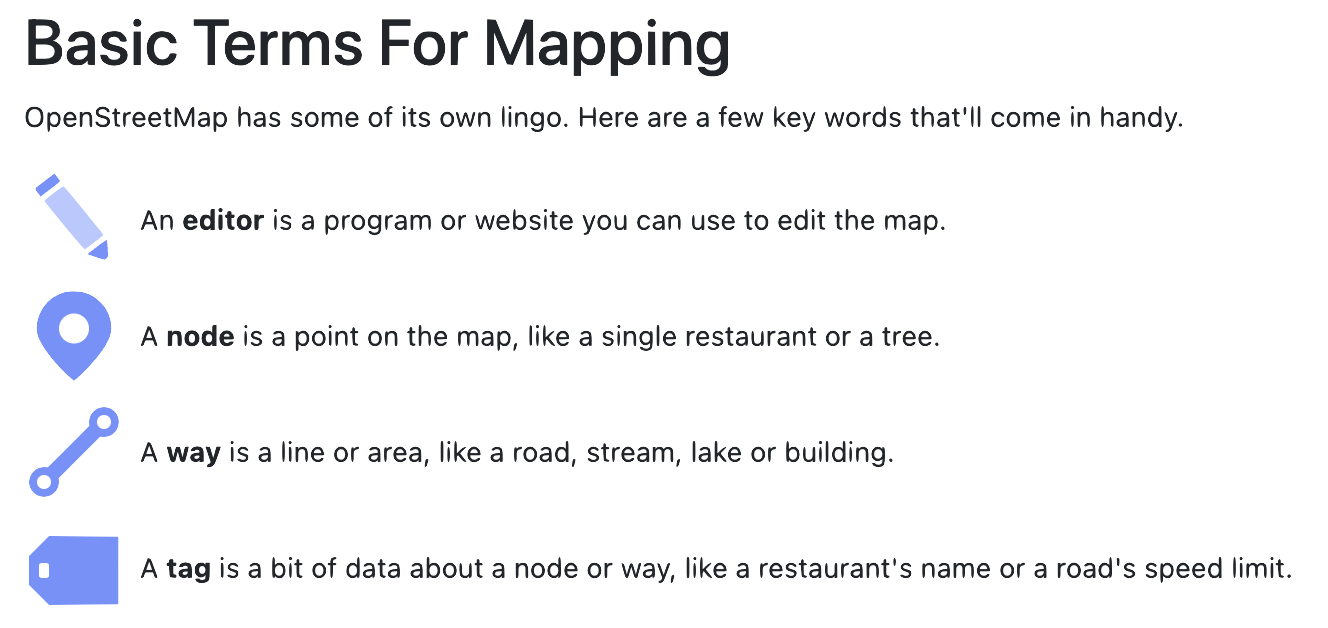 Basic Terms For Mapping
OpenStreetMap has some of its own lingo. Here are a few key words that'll come in handy.
An editor is a program or website you can use to edit the map.
A node is a point on the map, like a single restaurant or a tree.
A way is a line or area, like a road, stream, lake or building.
A tag is a bit of data about a node or way, like a restaurant's name or a road's speed limit.